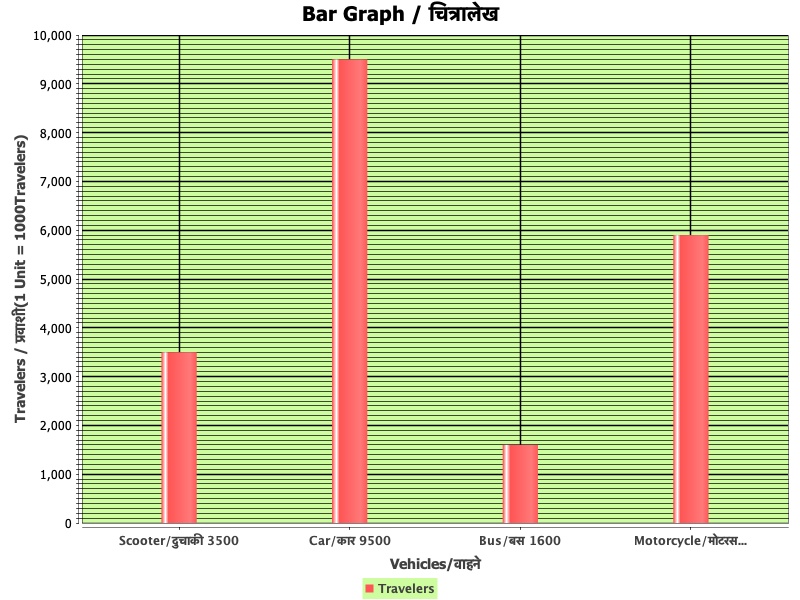 Bar Graph / चित्रालेख
10,000
9,000
8,000
7,000
6,000
5,000
4,000
3,000
2,000
1,000
0
Travelers / प्रवाशी(1 Unit = 1000Travelers)
Scooter/दुचाकी 3500
Car/कार 9500
Bus/बस 1600
Motorcycle/मोटरस...
Vehicles/वाहने
Travelers